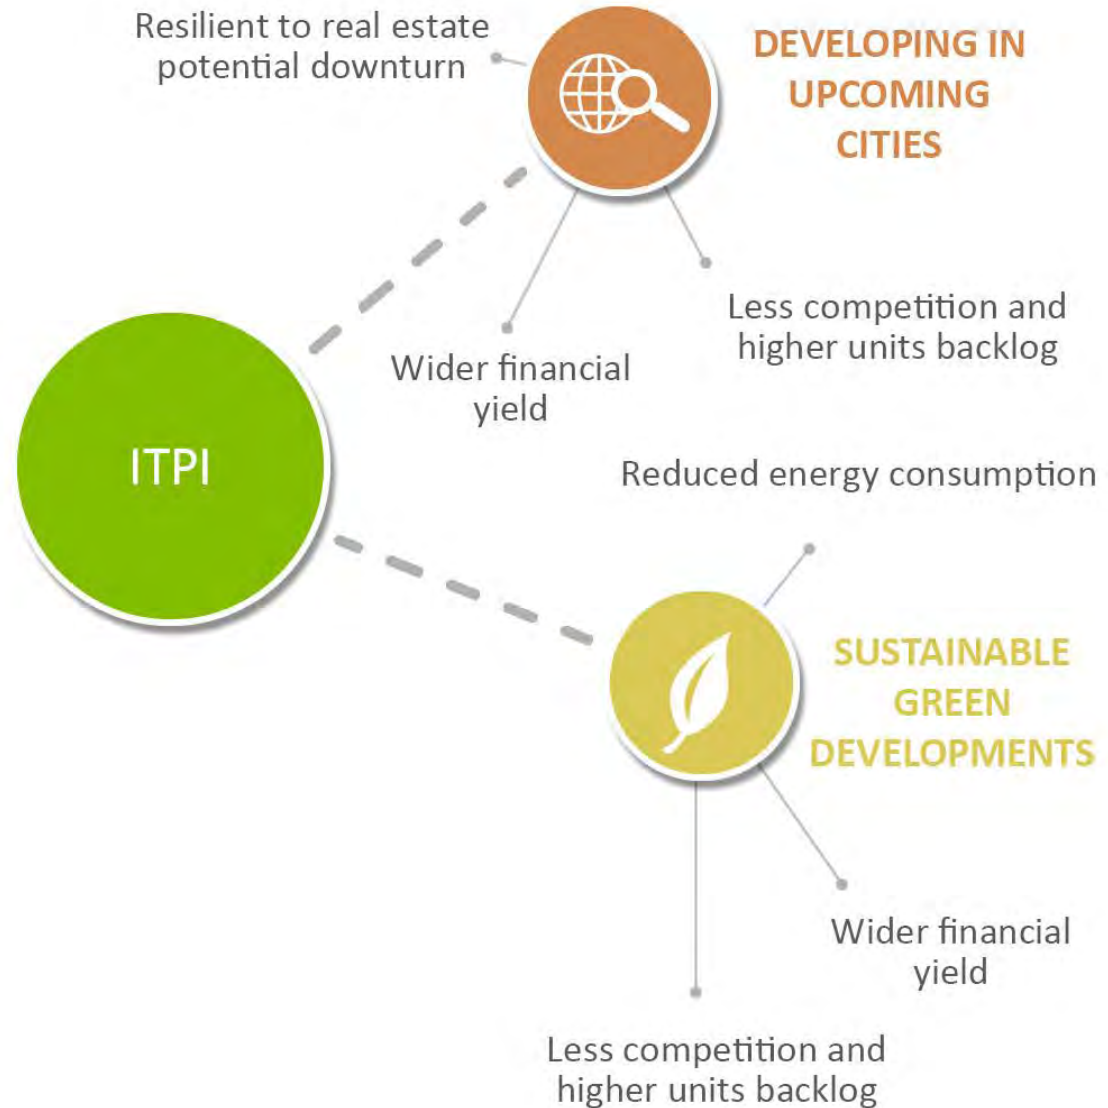 Resilient to real estate
potential downturn
DEVELOPING IN
UPCOMING
CITIES
Less competition and
higher units backlog
Wider financial
yield
ITPI
Reduced energy consumption
SUSTAINABLE
GREEN
DEVELOPMENTS
Wider financial
yield
Less competition and
higher units backlog